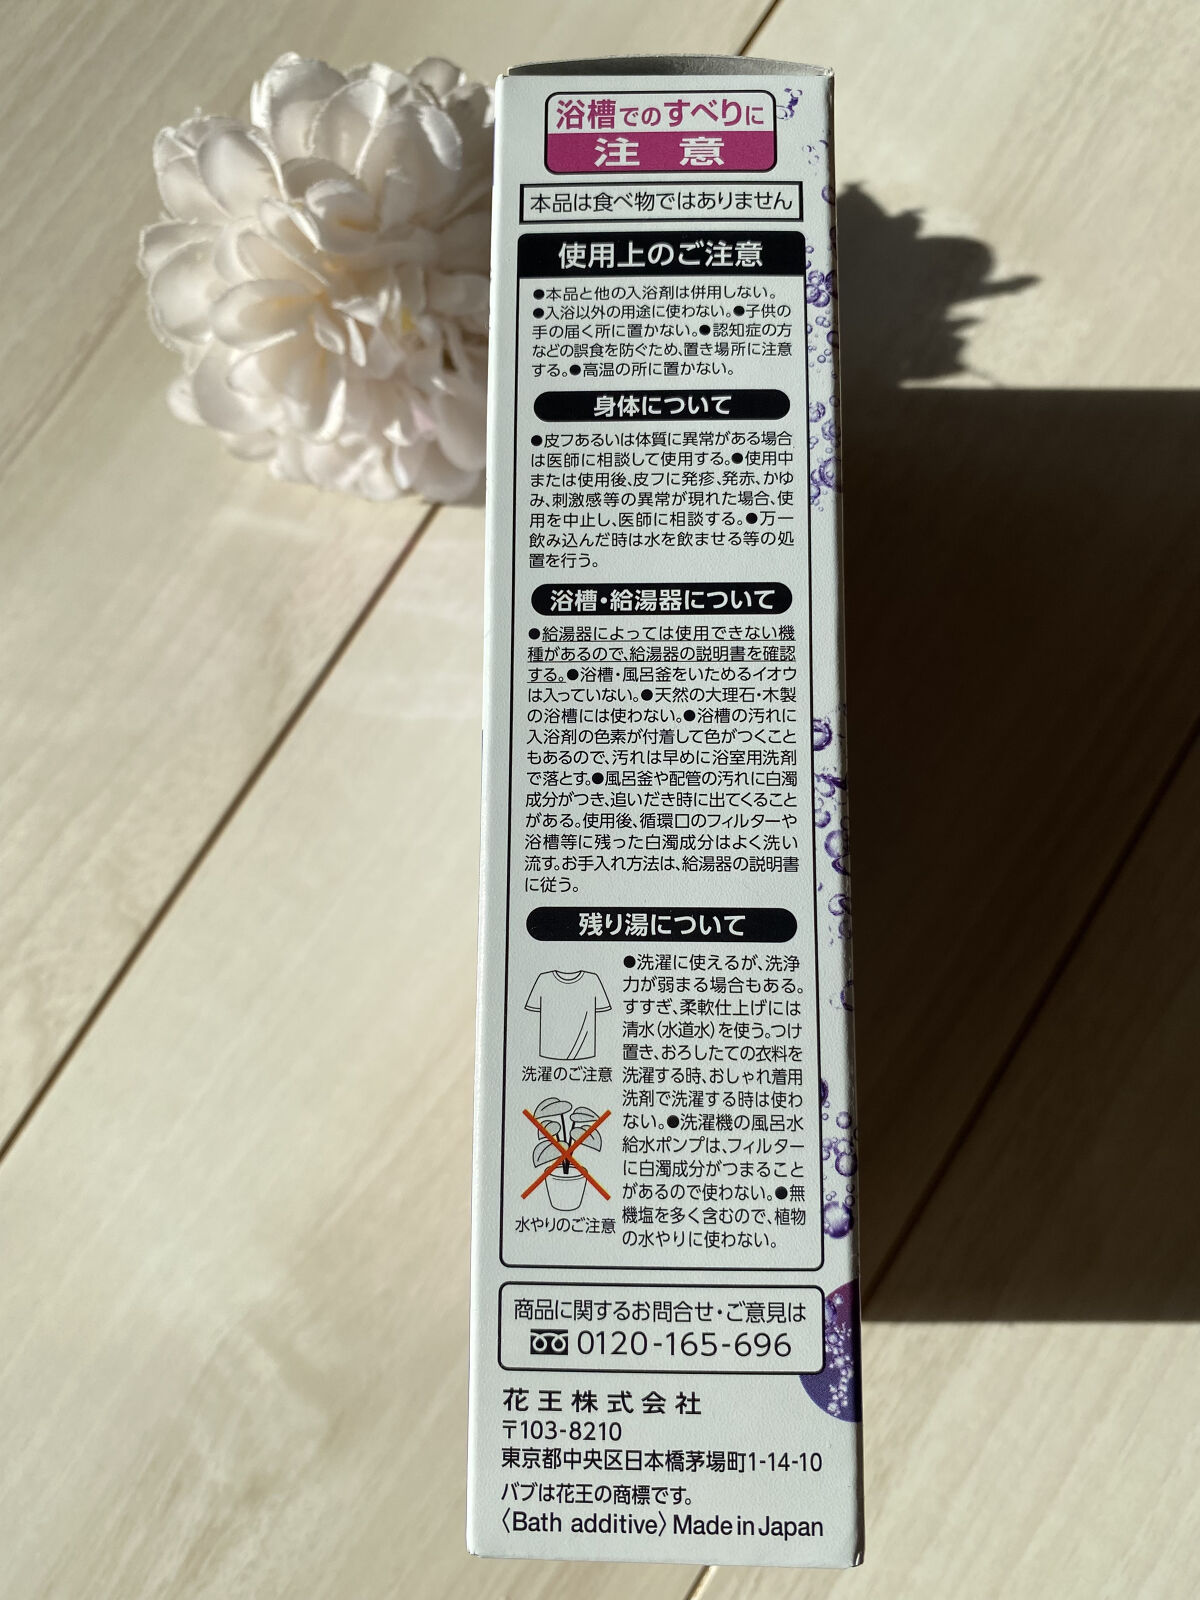 浴槽でのすべりに
注 意
本品は食べ物ではありません
使用上のご注意
●本品と他の入浴剤は併用しない。
●入浴以外の用途に使わない。●子供の
手の届く所に置かない。●認知症の方
などの誤食を防ぐため、置き場所に注意
する。●高温の所に置かない。
身体について
●皮フあるいは体質に異常がある場合
は医師に相談して使用する。●使用中
または使用後、皮フに発疹、発赤、かゆ
み、刺激感等の異常が現れた場合、使
用を中止し、医師に相談する。●万一
飲み込んだ時は水を飲ませる等の処
置を行う。
浴槽・給湯器について
●給湯器によっては使用できない機
種があるので、給湯器の説明書を確認
する。●浴槽・風呂釜をいためるイオウ
は入っていない。●天然の大理石・木製
の浴槽には使わない。●浴槽の汚れに
入浴剤の色素が付着して色がつくこと
もあるので、汚れは早めに浴室用洗剤
で落とす。●風呂釜や配管の汚れに白濁
成分がつき、追いだき時に出てくること
がある。使用後、循環口のフィルターや
浴槽等に残った白濁成分はよく洗い
流す。お手入れ方法は、給湯器の説明書
に従う。
残り湯について
●洗濯に使えるが、洗浄
力が弱まる場合もある。
すすぎ、柔軟仕上げには
清水(水道水)を使う。つけ
置き、おろしたての衣料を
洗濯する時、おしゃれ着用
洗剤で洗濯する時は使わ
ない。●洗濯機の風呂水
給水ポンプは、フィルター
に白濁成分がつまること
があるので使わない。●無
機塩を多く含むので、植物
の水やりに使わない。
洗濯のご注意
水やりのご注意
商品に関するお問合せ・ご意見は
0120-165-696
花王株式会社
〒103-8210
東京都中央区日本橋茅場町1-14-10
バブは花王の商標です。
〈Bath additive〉Made in Japan